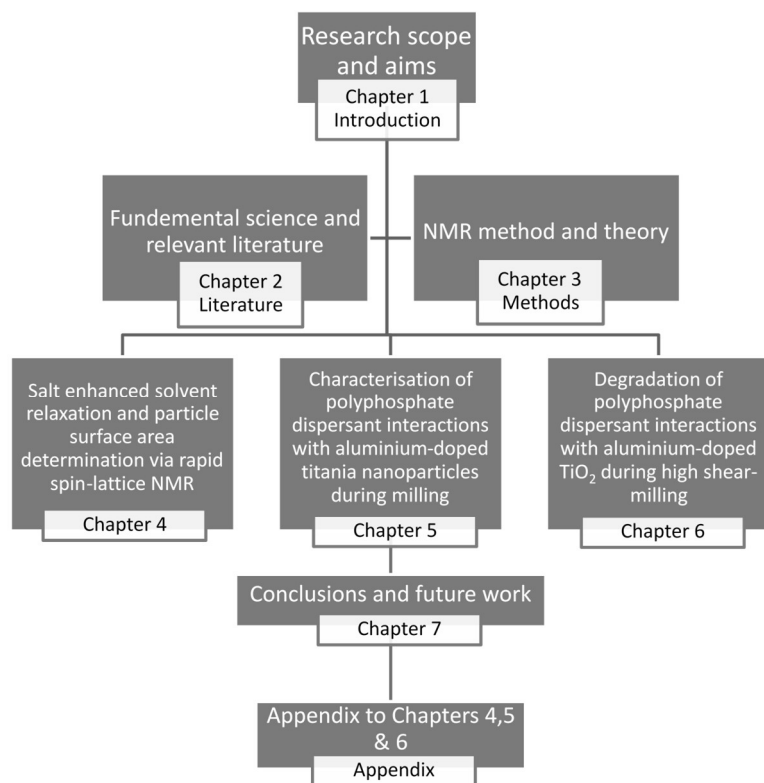 Research scope
and aims
Chapter 1
Introduction
Fundemental science and
relevant literature
Chapter 2
Literature
NMR method and theory
Chapter 3
Methods
Salt enhanced solvent
relaxation and particle
surface area
determination via rapid
spin-lattice NMR
Chapter 4
Characterisation of
polyphosphate
dispersant interactions
with aluminium-doped
titania nanoparticles
during milling
Chapter 5
Degradation of
polyphosphate
dispersant interactions
with aluminium-doped
TiO₂ during high shear-
milling
Chapter 6
Conclusions and future work
Chapter 7
Appendix to Chapters 4,5
& 6
Appendix